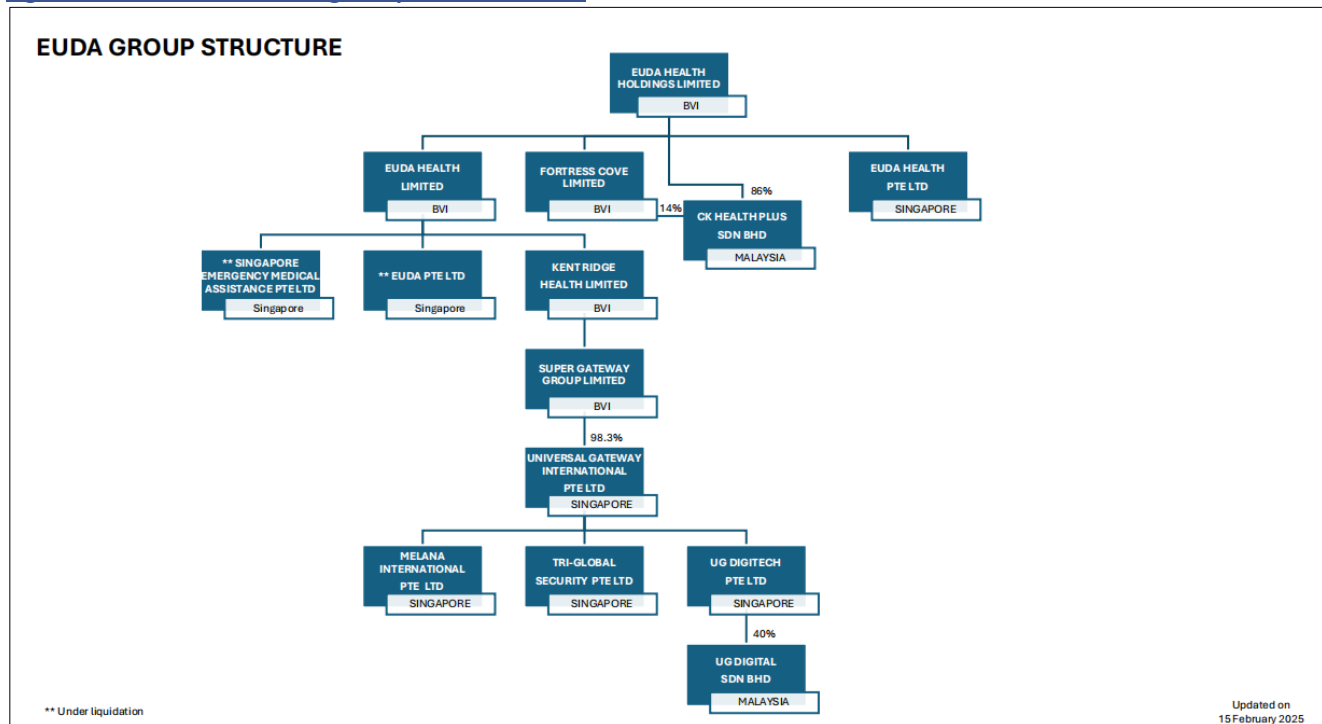 EUDA GROUP STRUCTURE
EUDA HEALTH
HOLDINGS LIMITED
BVI
EUDA HEALTH
LIMITED
BVI
FORTRESS COVE
LIMITED
BVI
14%
86%
CK HEALTH PLUS
SDN BHD
MALAYSIA
EUDA HEALTH
PTE LTD
SINGAPORE
** SINGAPORE
EMERGENCY MEDICAL
ASSISTANCE PTE LTD
Singapore
** EUDA PTE LTD
Singapore
KENT RIDGE
HEALTH LIMITED
BVI
SUPER GATEWAY
GROUP LIMITED
BVI
98.3%
UNIVERSAL GATEWAY
INTERNATIONAL
PTE LTD
SINGAPORE
MELANA
INTERNATIONAL
PTE LTD
SINGAPORE
TRI-GLOBAL
SECURITY PTE LTD
SINGAPORE
UG DIGITECH
PTE LTD
SINGAPORE
40%
UG DIGITAL
SDN BHD
MALAYSIA
** Under liquidation
Updated on
15 February 2025